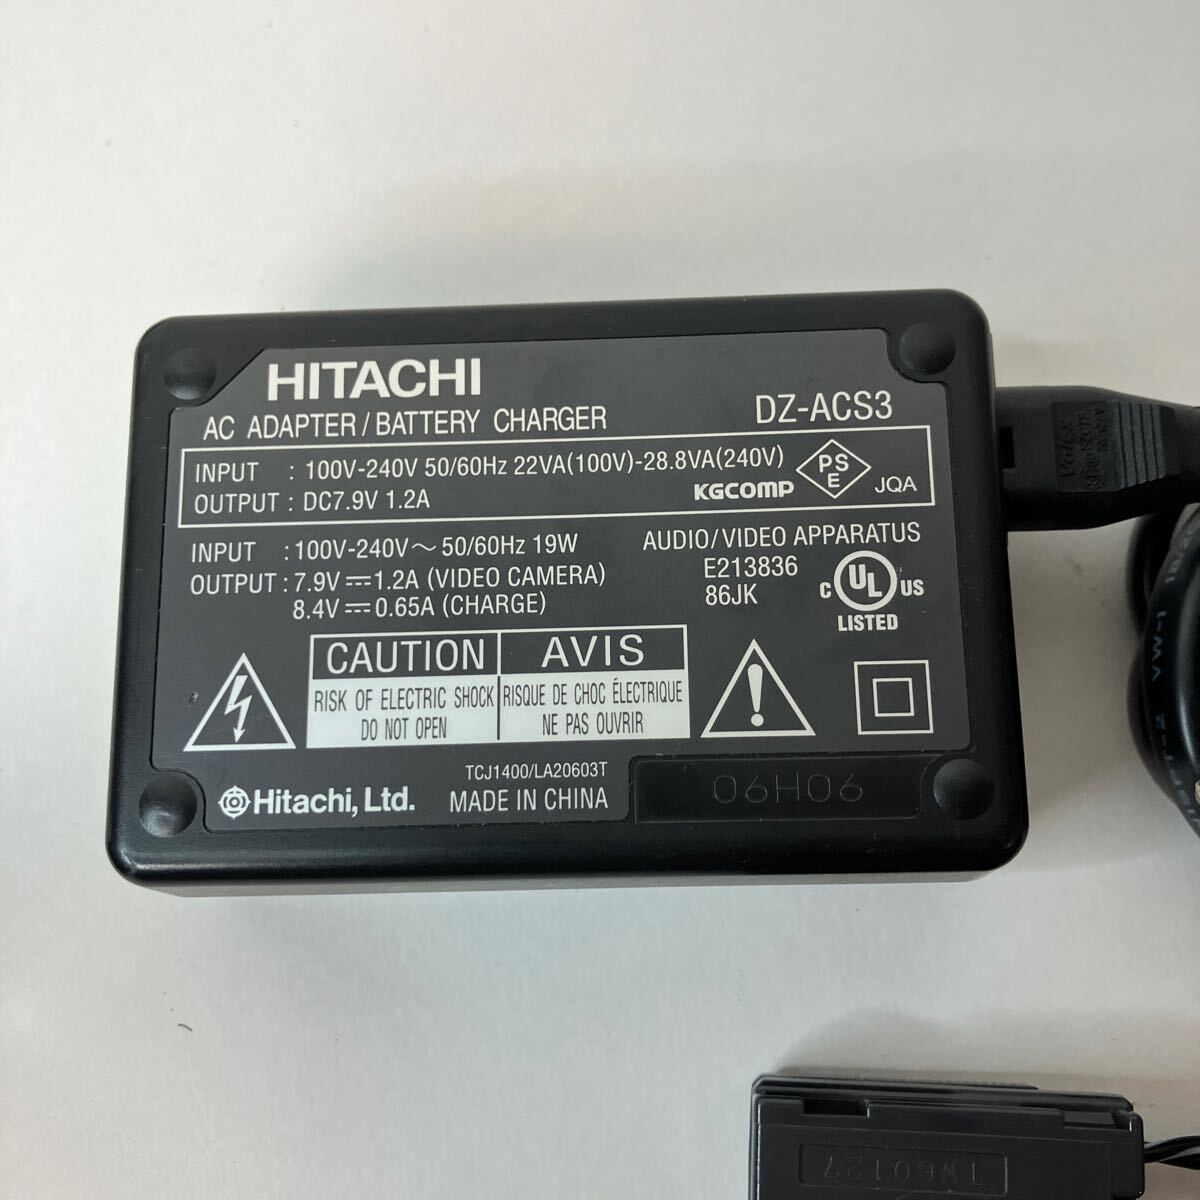 HITACHI
AC ADAPTER/BATTERY CHARGER
DZ-ACS3
INPUT : 100V-240V 50/60Hz 22VA(100V)-28.8VA(240V)
OUTPUT : DC7.9V 1.2A
KGCOMP
PS
E
JQA
INPUT : 100V-240V～ 50/60Hz 19W
OUTPUT : 7.9V⎓1.2A (VIDEO CAMERA)
8.4V⎓0.65A (CHARGE)
AUDIO/VIDEO APPARATUS
E213836
86JK
C UL US
LISTED
CAUTION
RISK OF ELECTRIC SHOCK
DO NOT OPEN
AVIS
RISQUE DE CHOC ÉLECTRIQUE
NE PAS OUVRIR
TCJ1400/LA20603T
Hitachi, Ltd.
MADE IN CHINA
06H06
Volex
TW60127